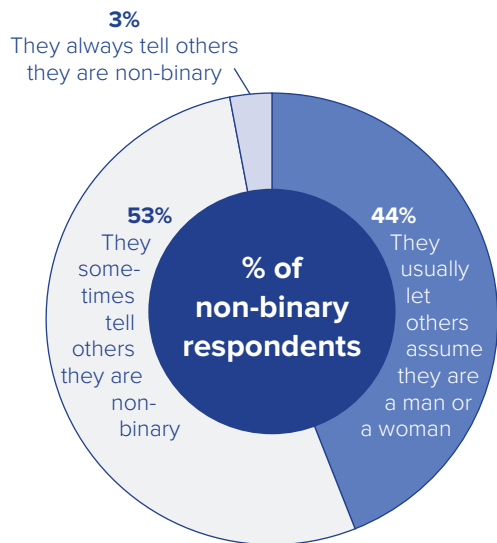 3%
They always tell others
they are non-binary
53%
They
some-
times
tell
others
they are
non-
binary
% of
non-binary
respondents
44%
They
usually
let
others
assume
they are
a man or
a woman